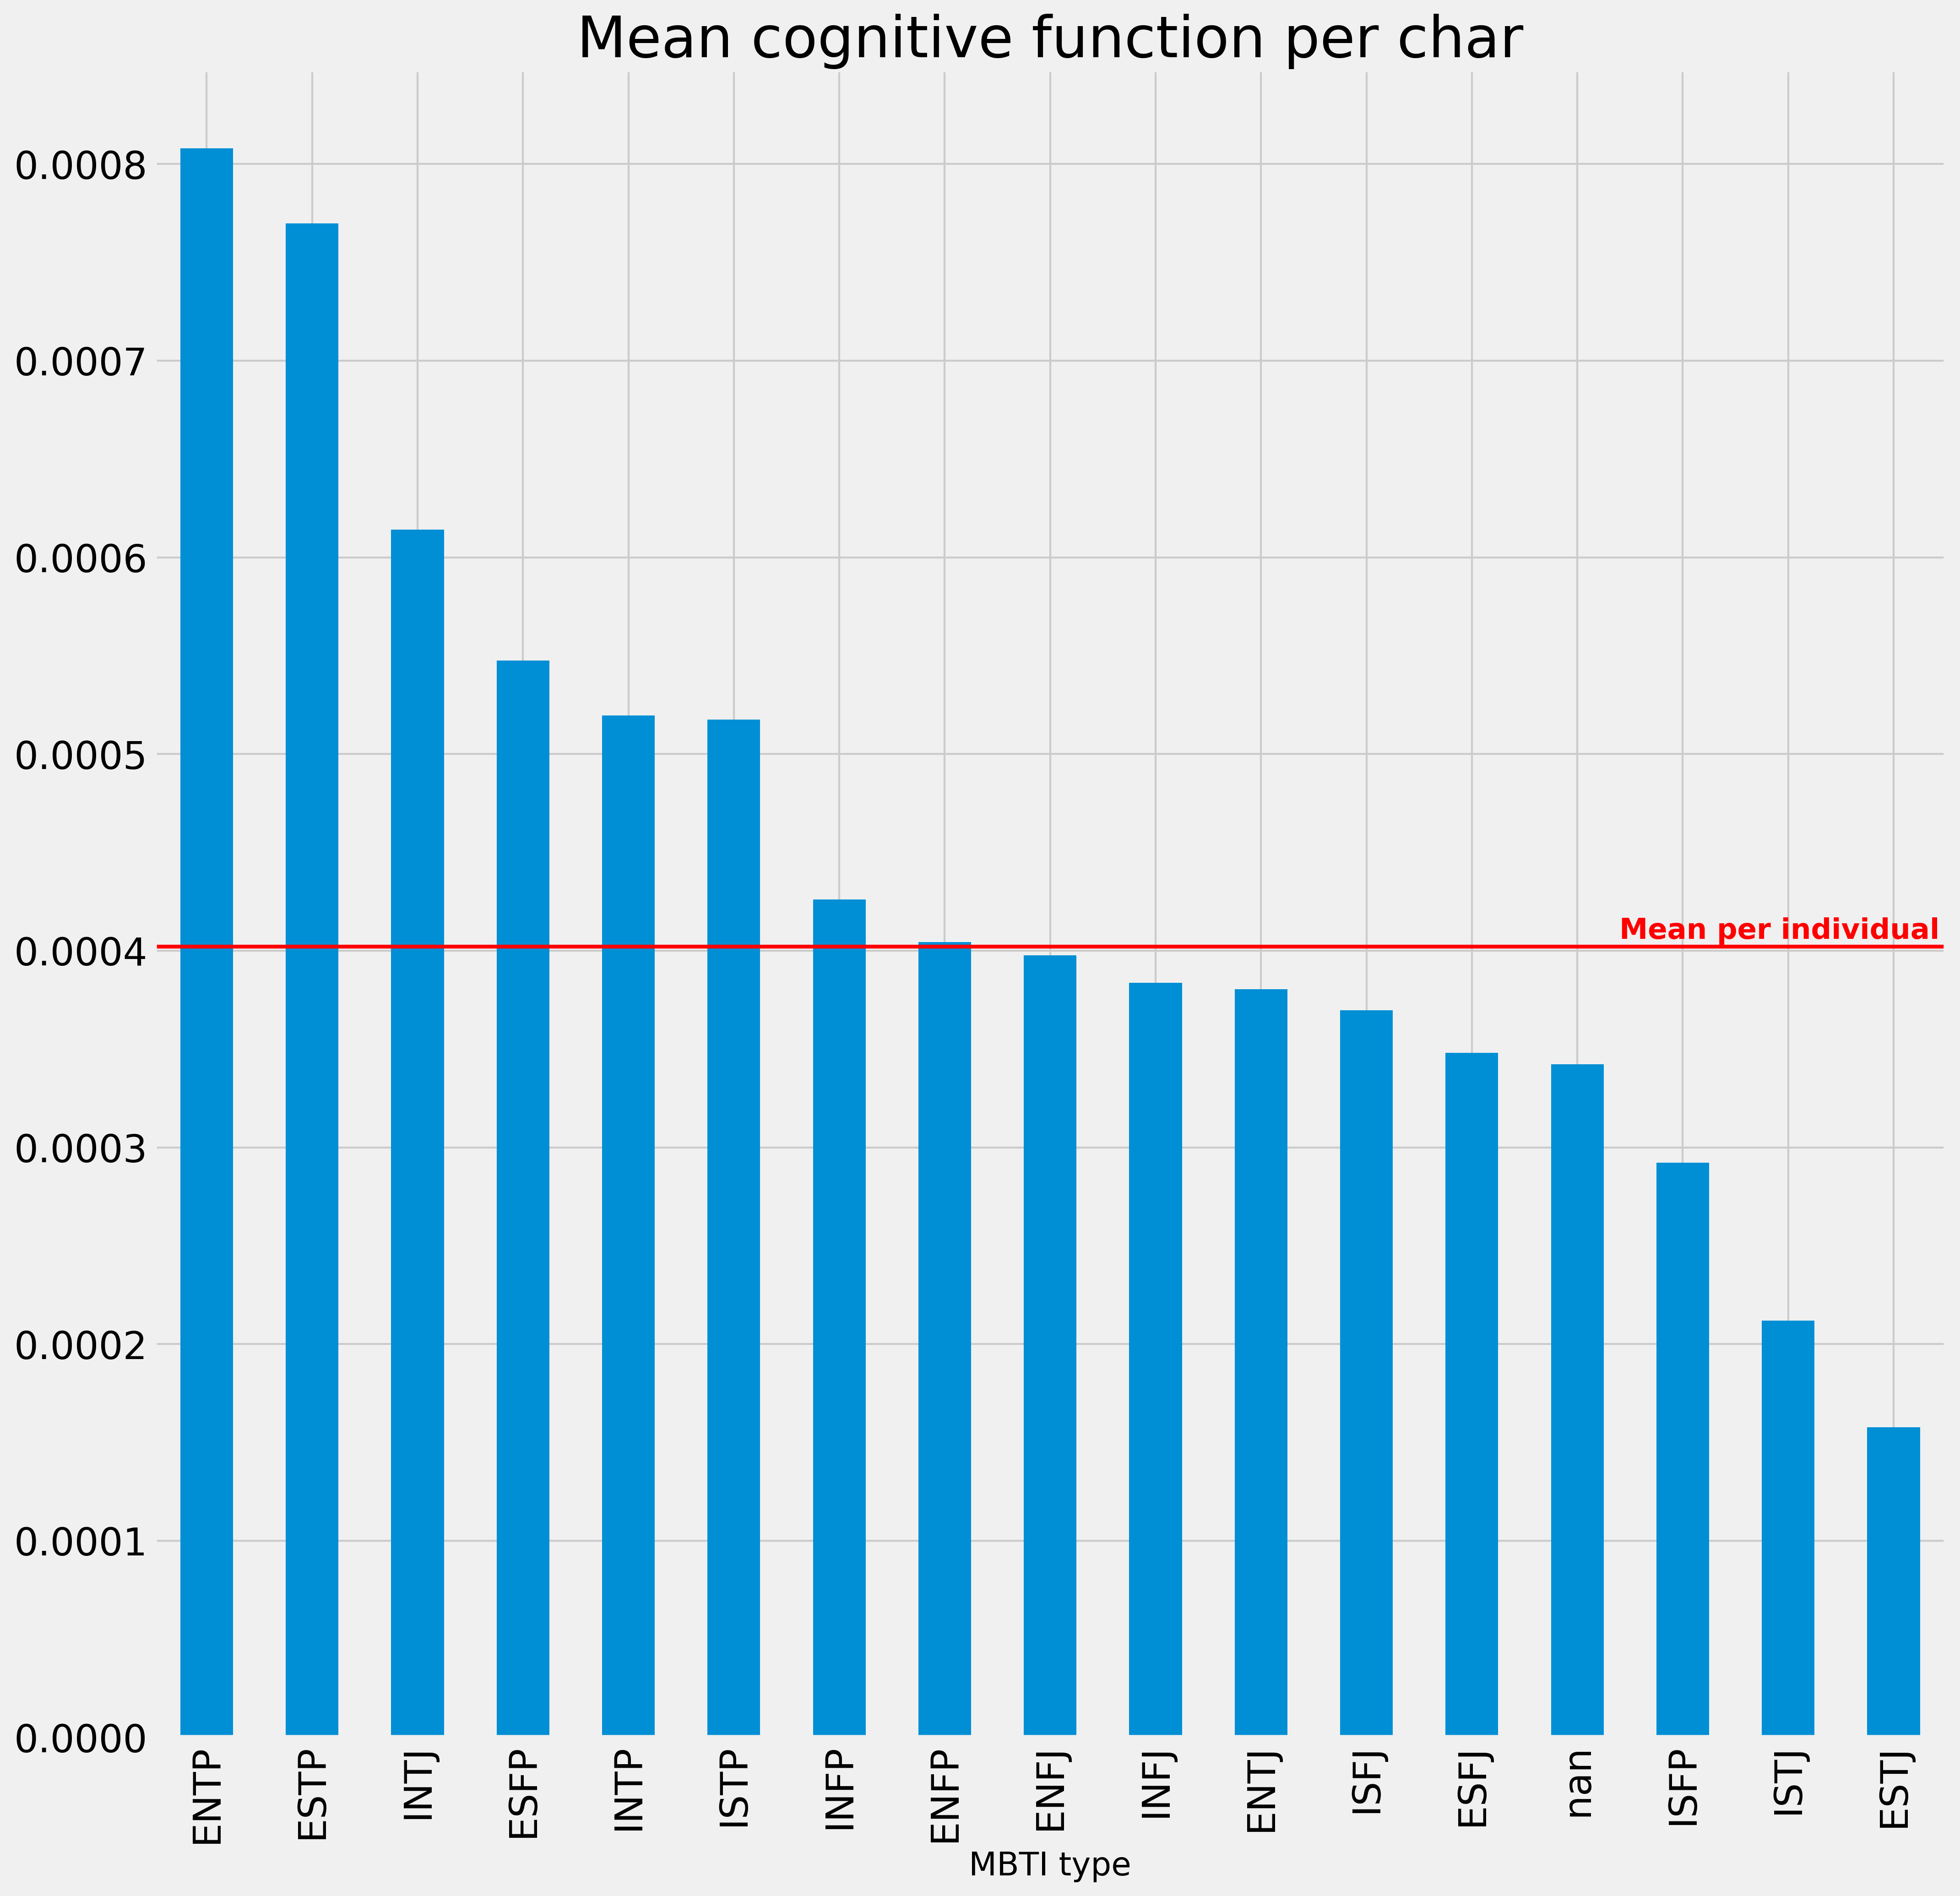 Mean cognitive function per char
0.0008
0.0007
0.0006
0.0005
0.0004
0.0003
0.0002
0.0001
0.0000
Mean per individual
ENTP
ESTP
INTJ
ESFP
INTP
ISTP
INFP
ENFP
ENFJ
INFJ
ENTJ
ISFJ
ESFJ
nan
ISFP
ISTJ
ESTJ
MBTI type